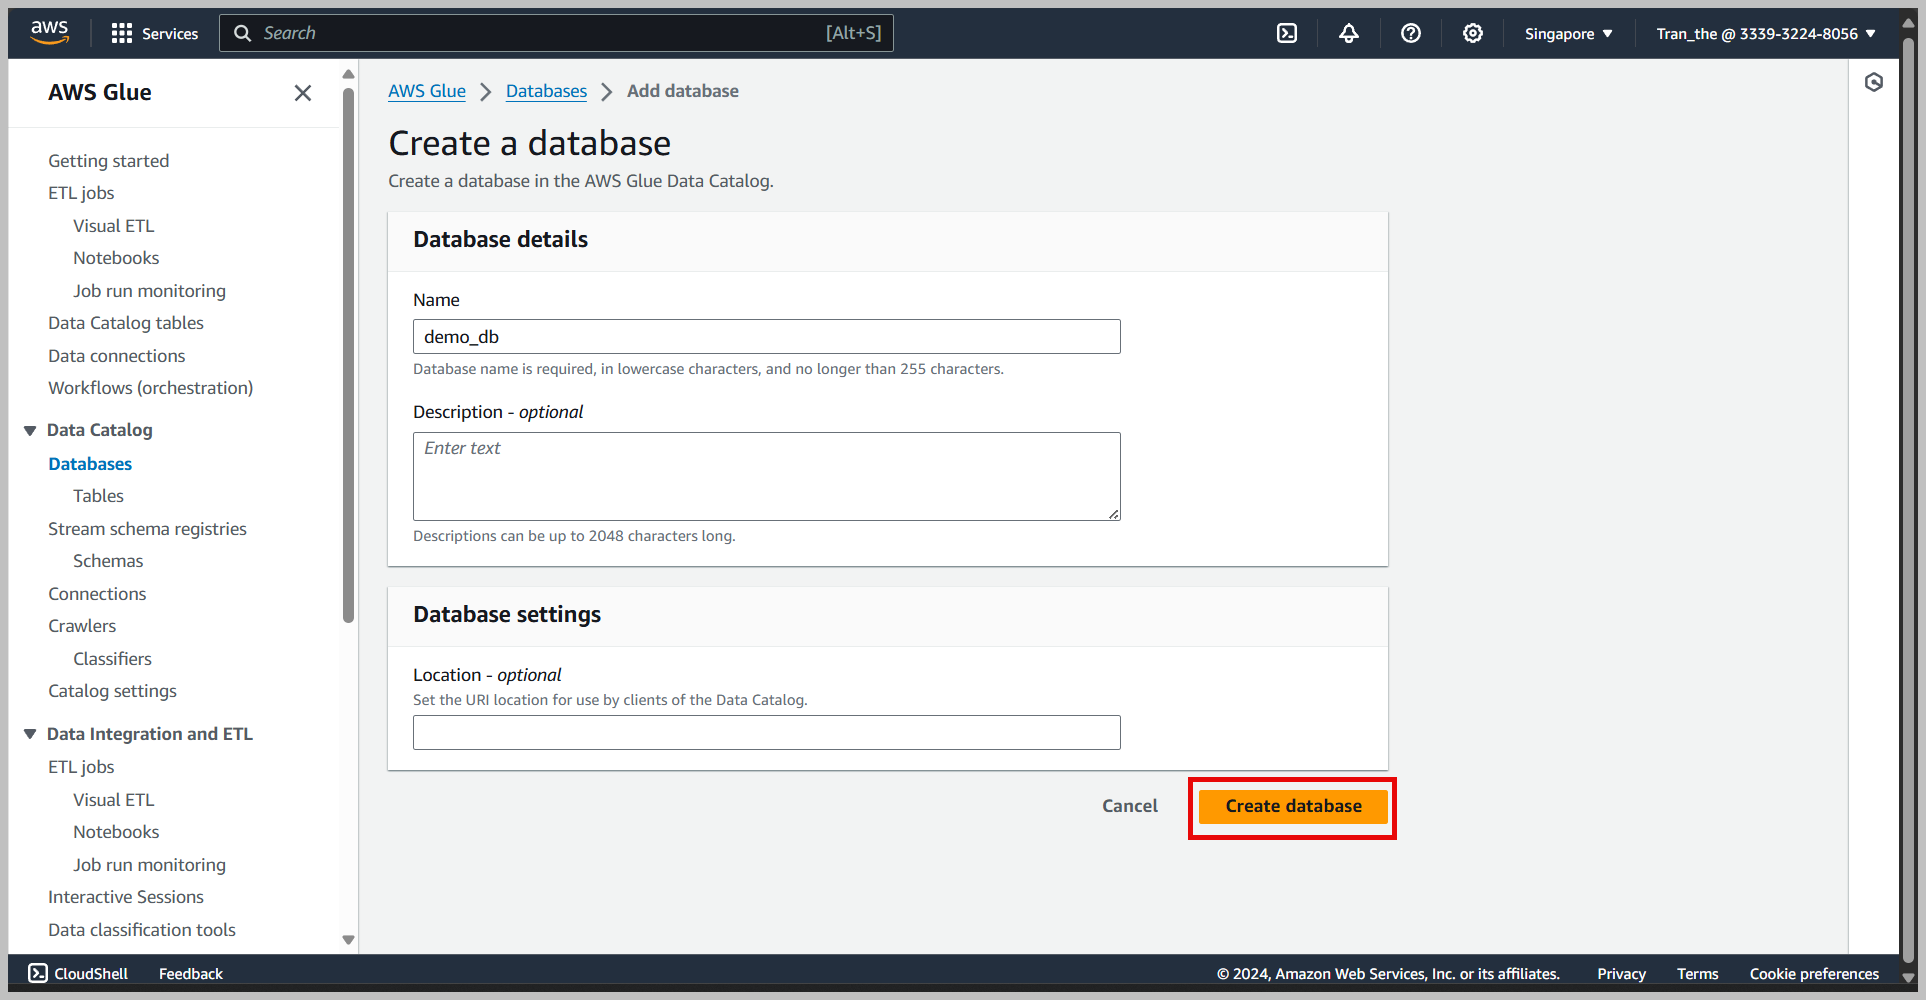 aws
Services
Search
[Alt+S]
Singapore ▼
Tran_the @ 3339-3224-8056 ▼
AWS Glue
Getting started
ETL jobs
Visual ETL
Notebooks
Job run monitoring
Data Catalog tables
Data connections
Workflows (orchestration)
Data Catalog
Databases
Tables
Stream schema registries
Schemas
Connections
Crawlers
Classifiers
Catalog settings
Data Integration and ETL
ETL jobs
Visual ETL
Notebooks
Job run monitoring
Interactive Sessions
Data classification tools
AWS Glue > Databases > Add database
Create a database
Create a database in the AWS Glue Data Catalog.
Database details
Name
demo_db
Database name is required, in lowercase characters, and no longer than 255 characters.
Description - optional
Enter text
Descriptions can be up to 2048 characters long.
Database settings
Location - optional
Set the URI location for use by clients of the Data Catalog.
Cancel
Create database
CloudShell
Feedback
© 2024, Amazon Web Services, Inc. or its affiliates.
Privacy
Terms
Cookie preferences